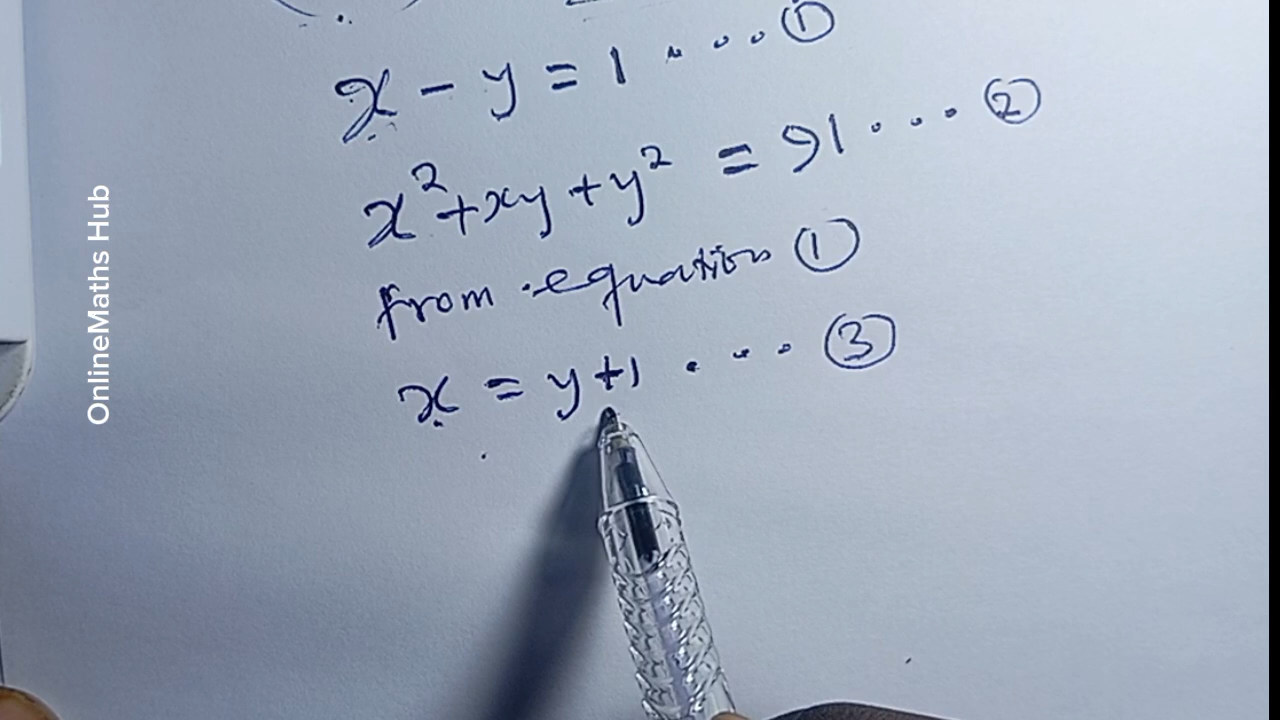 x - y = 1 .... ①
x² + xy + y² = 91 .... ②
from equation ①
x = y + 1 .... ③
OnlineMaths Hub